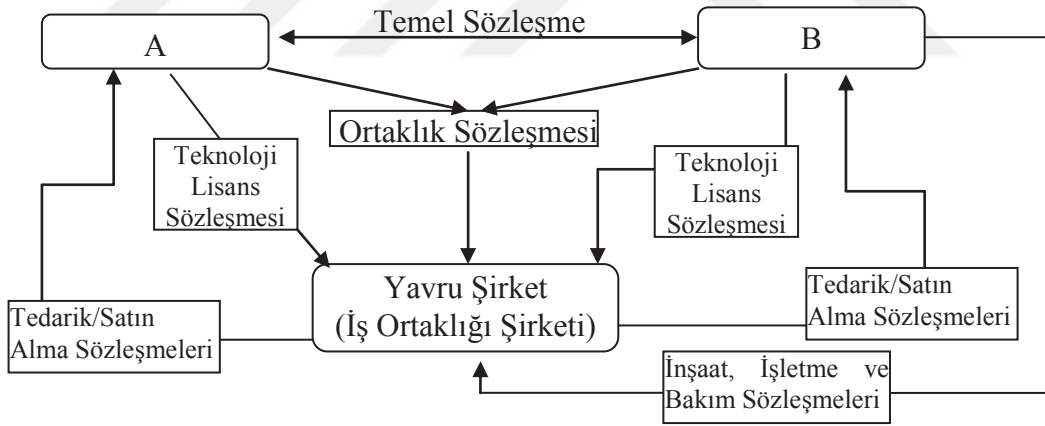 Temel Sözleşme
A
B
Ortaklık Sözleşmesi
Teknoloji
Lisans
Sözleşmesi
Teknoloji
Lisans
Sözleşmesi
Yavru Şirket
(İş Ortaklığı Şirketi)
Tedarik/Satın
Alma Sözleşmeleri
Tedarik/Satın
Alma Sözleşmeleri
İnşaat, İşletme ve
Bakım Sözleşmeleri